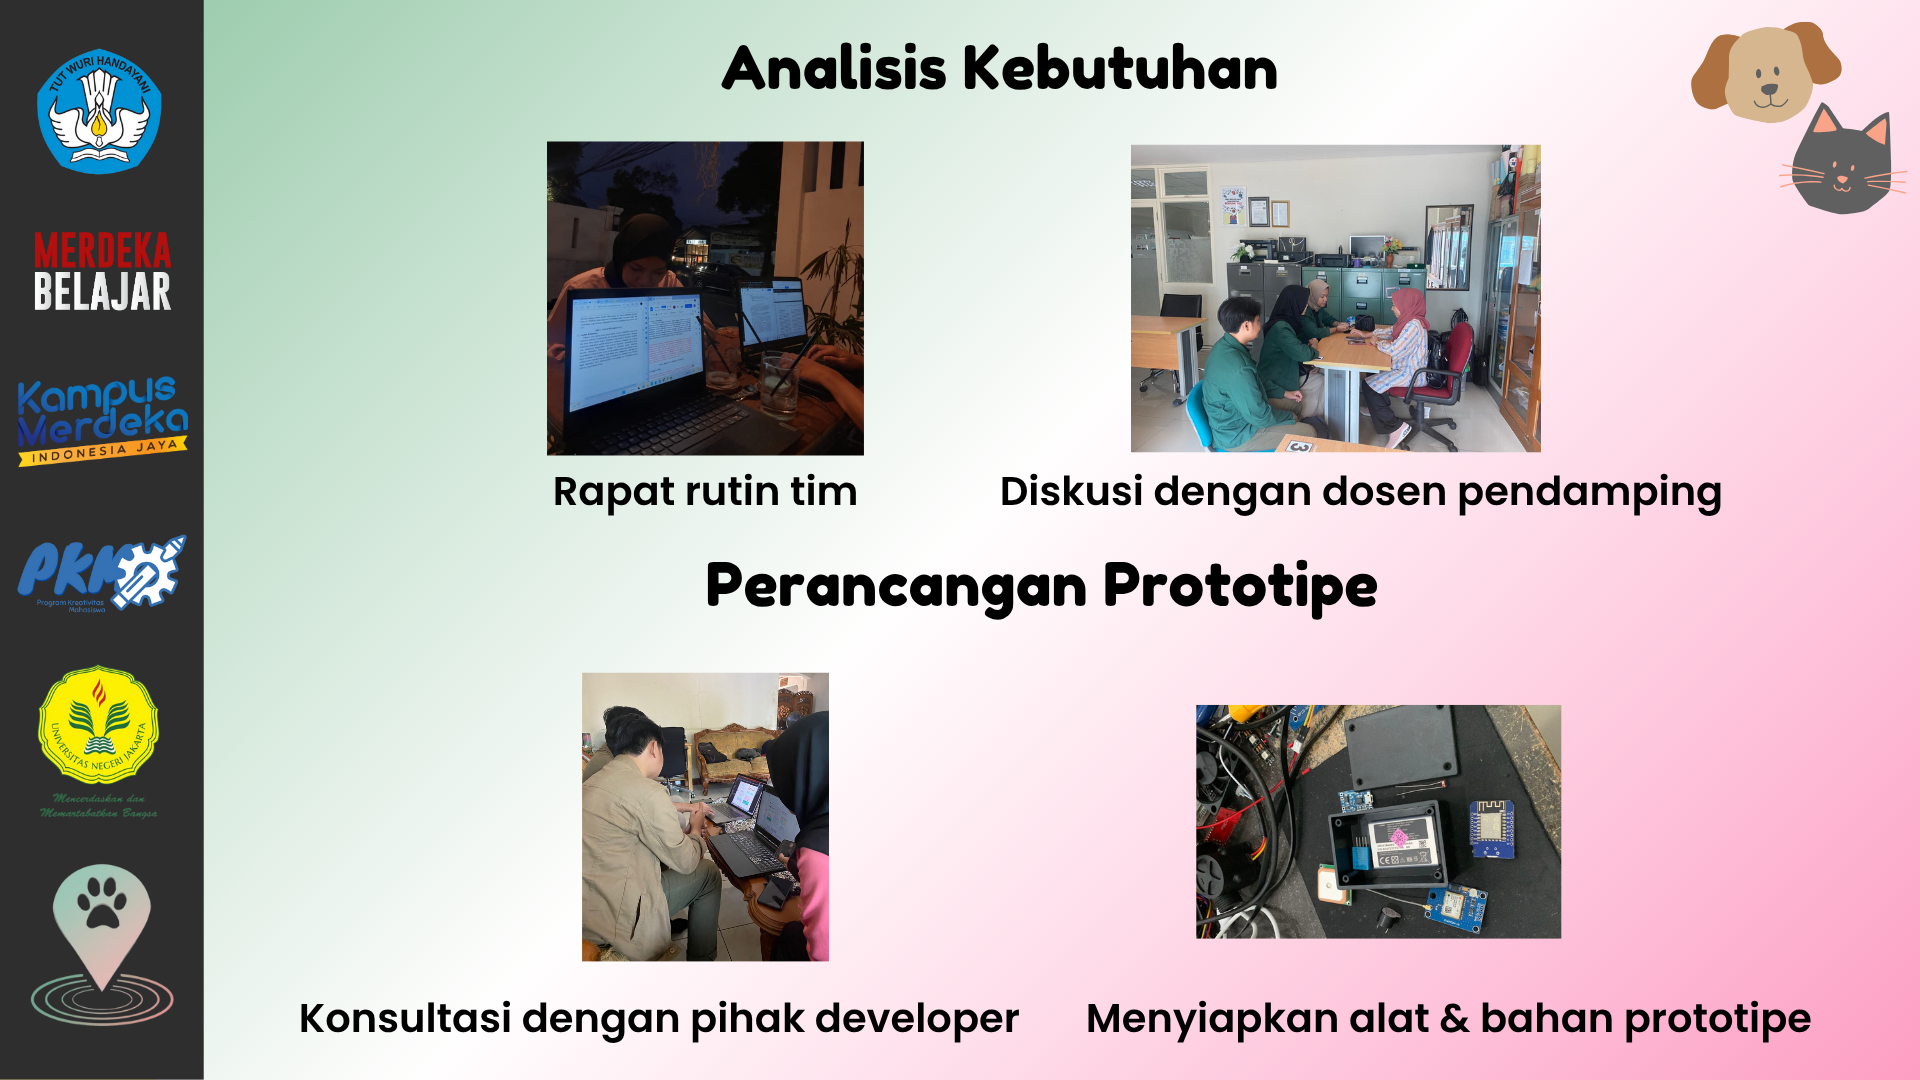 TUT WURI HANDAYANI
MERDEKA
BELAJAR
Kampus
Merdeka
INDONESIA JAYA
PKM
Program Kreativitas
Mahasiswa
UNIVERSITAS NEGERI JAKARTA
Mencerdaskan dan
Memartabatkan Bangsa
Analisis Kebutuhan
Rapat rutin tim
Diskusi dengan dosen pendamping
3
Perancangan Prototipe
Konsultasi dengan pihak developer
Menyiapkan alat & bahan prototipe